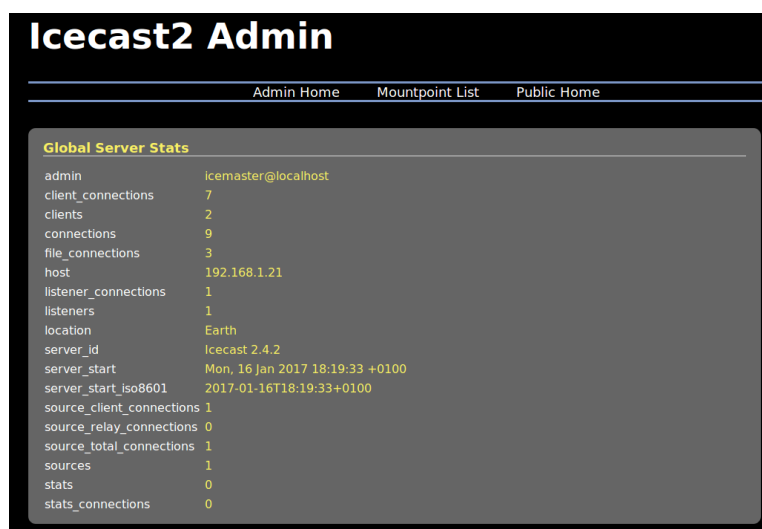 Icecast2 Admin
Admin Home Mountpoint List Public Home
Global Server Stats
admin icemaster@localhost
client_connections 7
clients 2
connections 9
file_connections 3
host 192.168.1.21
listener_connections 1
listeners 1
location Earth
server_id Icecast 2.4.2
server_start Mon, 16 Jan 2017 18:19:33 +0100
server_start_iso8601 2017-01-16T18:19:33+0100
source_client_connections 1
source_relay_connections 0
source_total_connections 1
sources 1
stats 0
stats_connections 0